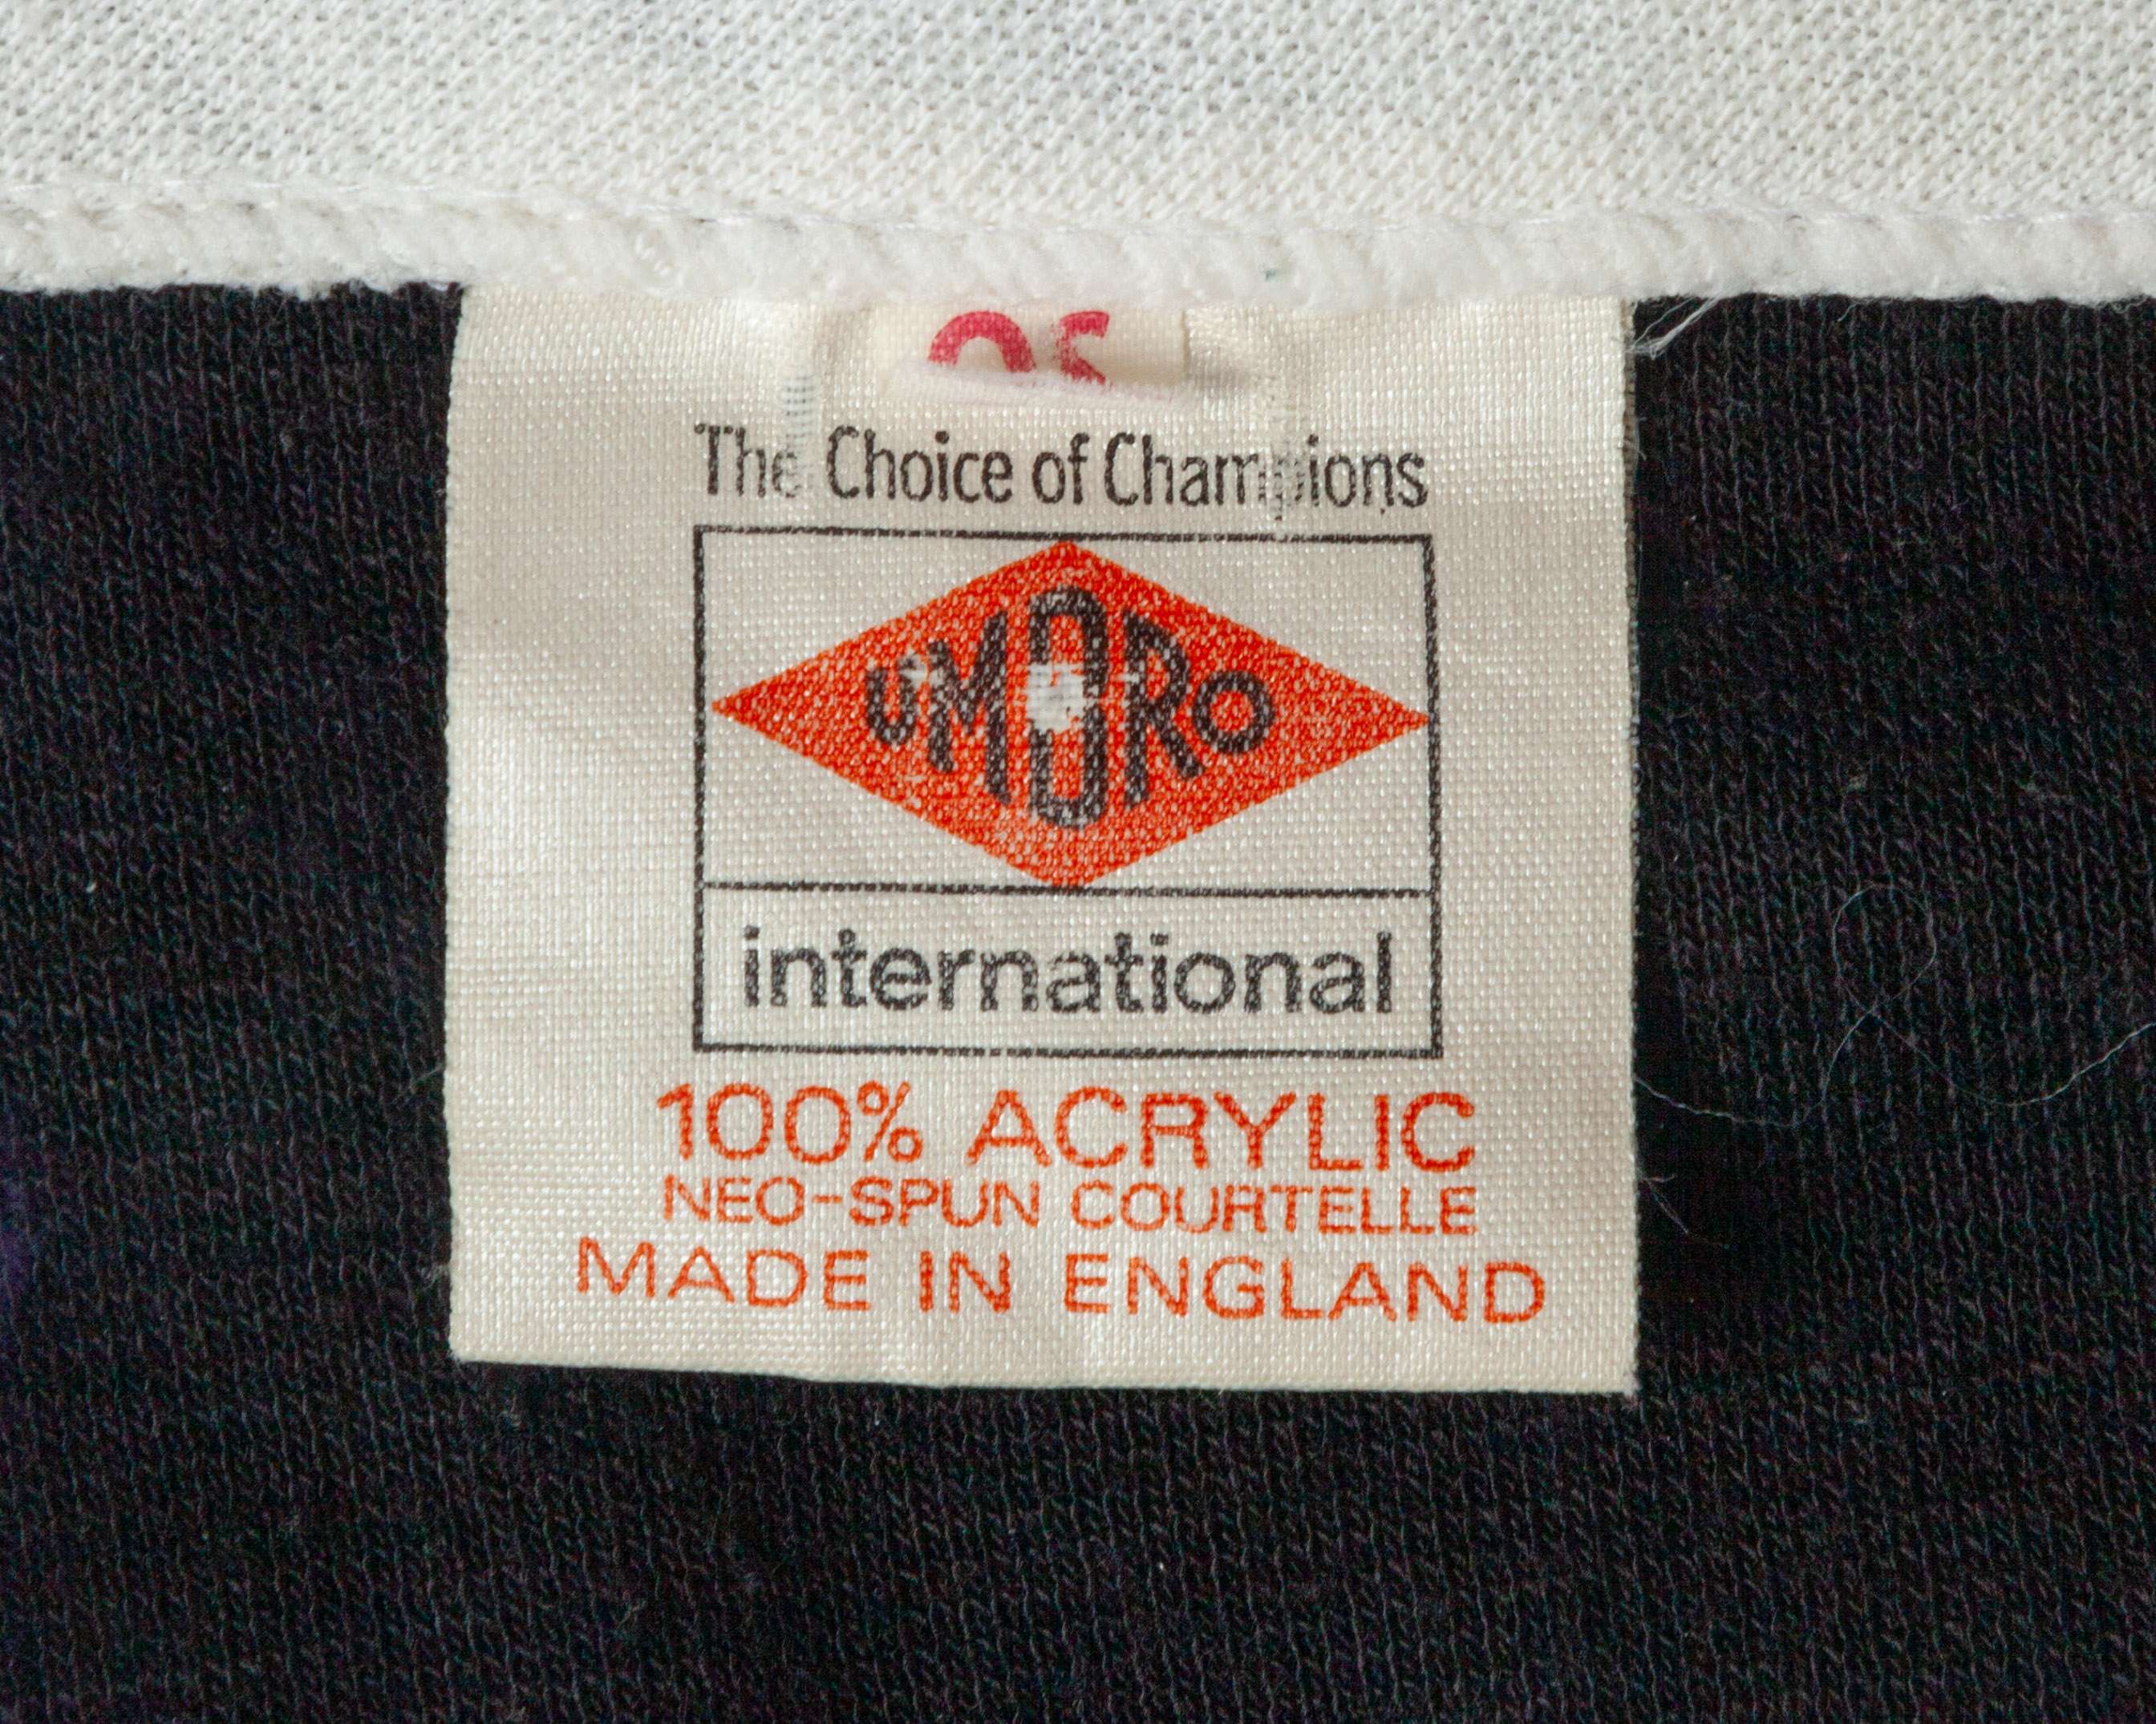 The Choice of Champions
UMBRO
international
100% ACRYLIC
NEO-SPUN COURTELLE
MADE IN ENGLAND